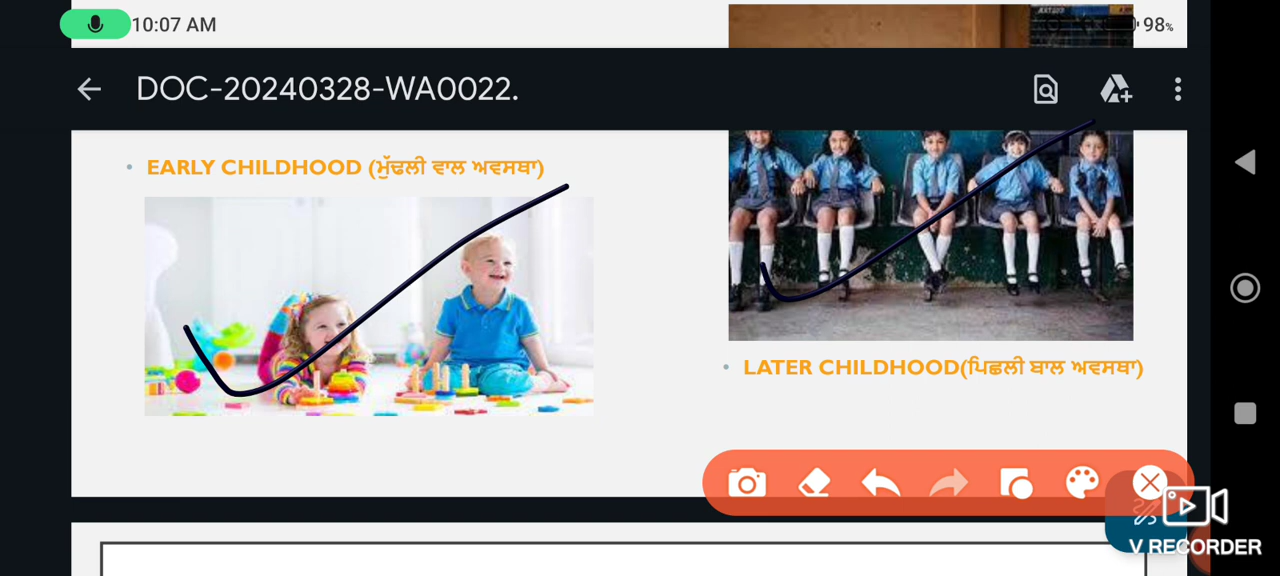 10:07 AM
98%
DOC-20240328-WA0022.
• EARLY CHILDHOOD (ਮੁੱਢਲੀ ਵਾਲ ਅਵਸਥਾ)
• LATER CHILDHOOD(ਪਿਛਲੀ ਬਾਲ ਅਵਸਥਾ)
V RECORDER